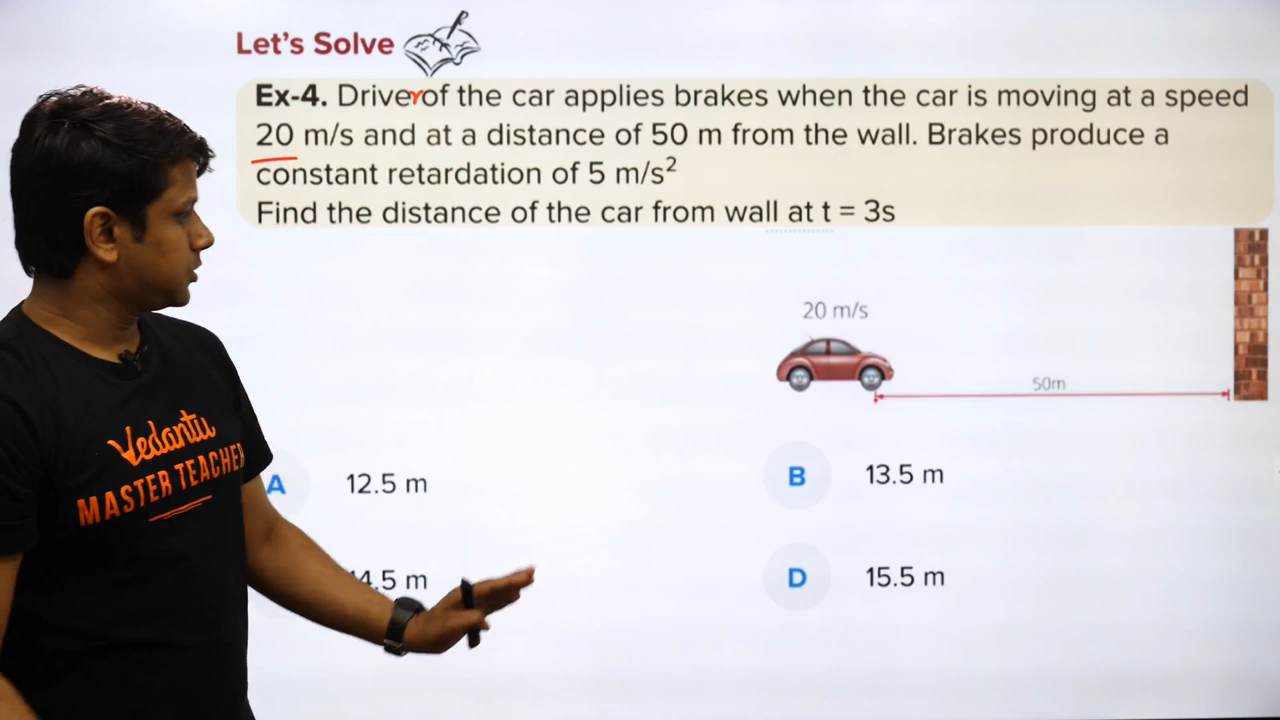 Let's Solve
Ex-4. Driver of the car applies brakes when the car is moving at a speed
20 m/s and at a distance of 50 m from the wall. Brakes produce a
constant retardation of 5 m/s²
Find the distance of the car from wall at t = 3s
20 m/s
50m
A 12.5 m
B 13.5 m
14.5 m
D 15.5 m
Vedantu
MASTER TEACHER